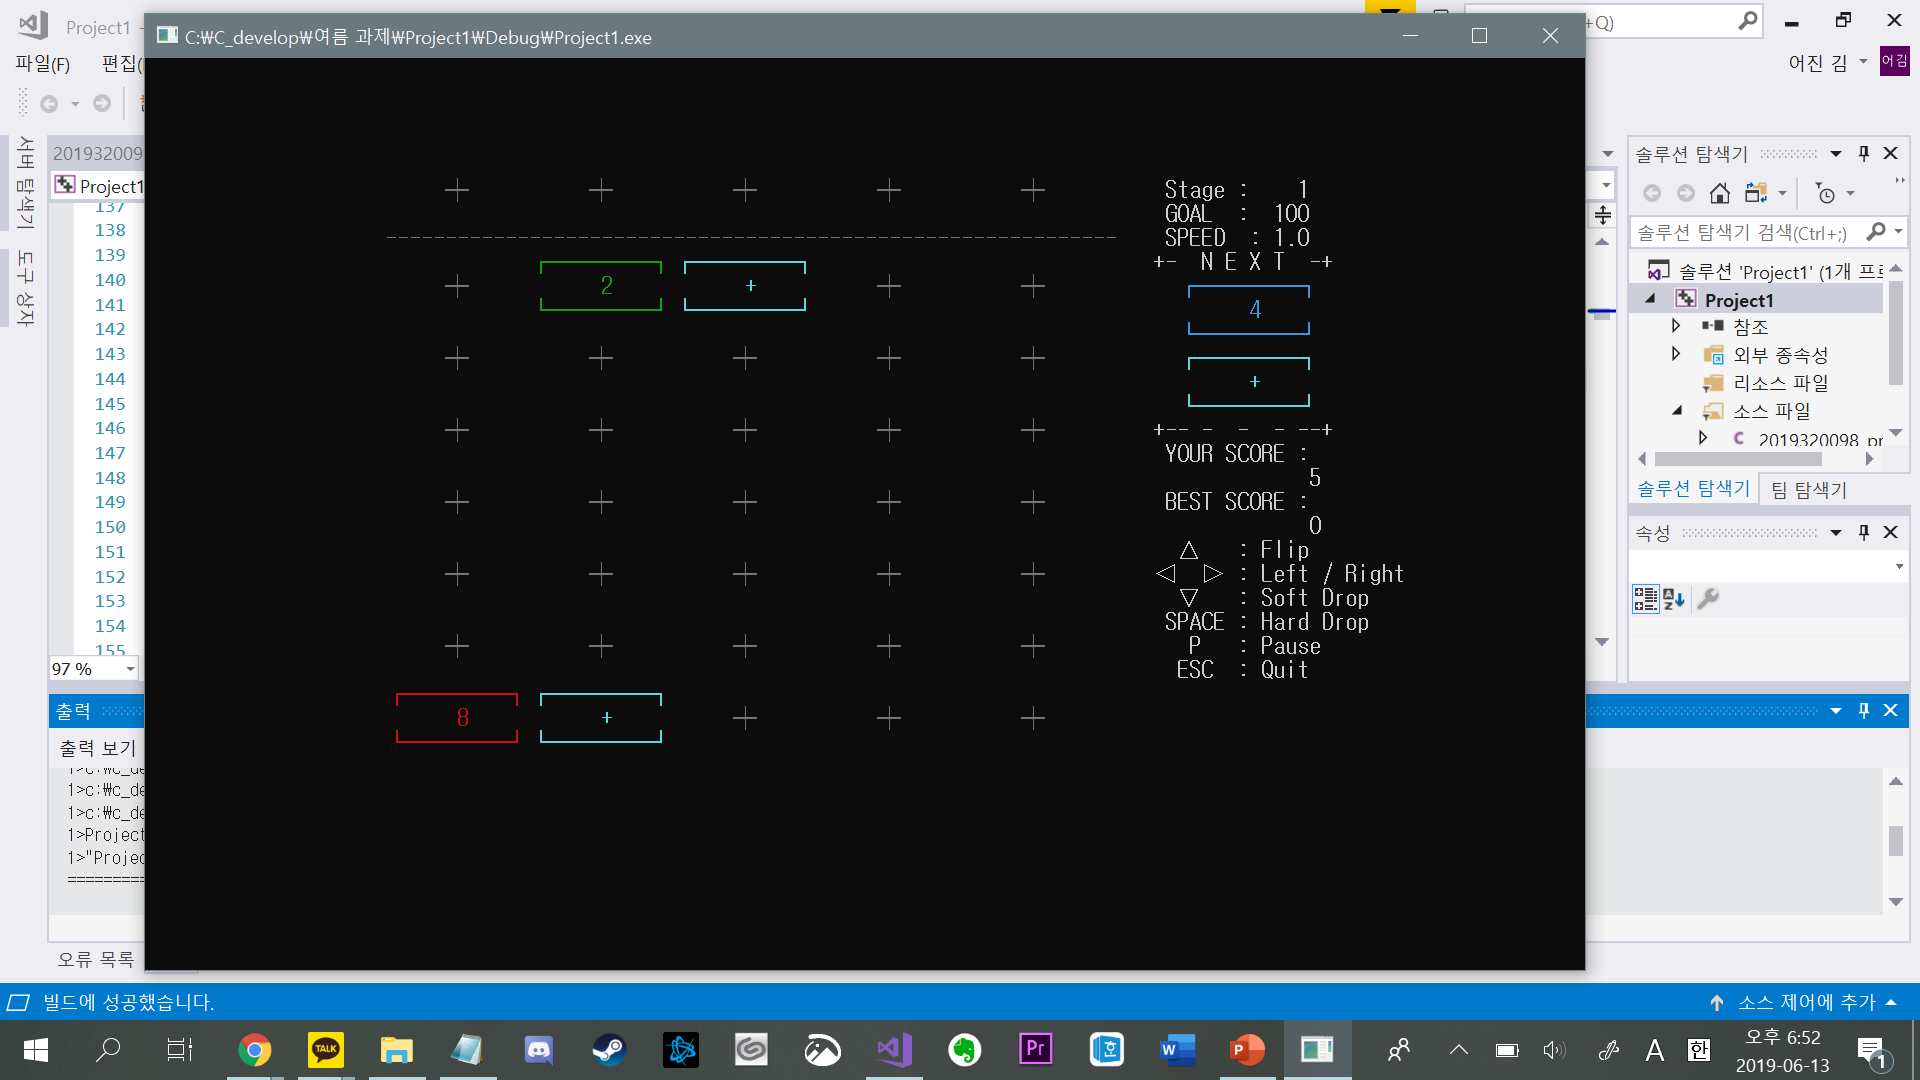 Project1 -
C:\C_develop\여름 과제\Project1\Debug\Project1.exe
+Q)
파일(F)
편집(
어진 김
어김
서버 탐색기
도구 상자
2019320098
Project1
137
138
139
140
141
142
143
144
145
146
147
148
149
150
151
152
153
154
155
97 %
Stage : 1
GOAL : 100
SPEED : 1.0
+- N E X T -+
2 +
4
+
+-- - - - --+
YOUR SCORE :
5
BEST SCORE :
0
△ : Flip
◁ ▷ : Left / Right
▽ : Soft Drop
SPACE : Hard Drop
P : Pause
ESC : Quit
8 +
솔루션 탐색기
솔루션 탐색기 검색(Ctrl+;)
솔루션 'Project1' (1개 프로
Project1
참조
외부 종속성
리소스 파일
소스 파일
2019320098_pr
솔루션 탐색기
팀 탐색기
속성
출력
출력 보기
1>c:\c_de
1>c:\c_de
1>c:\c_de
1>Project
1>"Projec
==========
오류 목록
빌드에 성공했습니다.
소스 제어에 추가
TALK
Pr
W
P
A
한
오후 6:52
2019-06-13
1